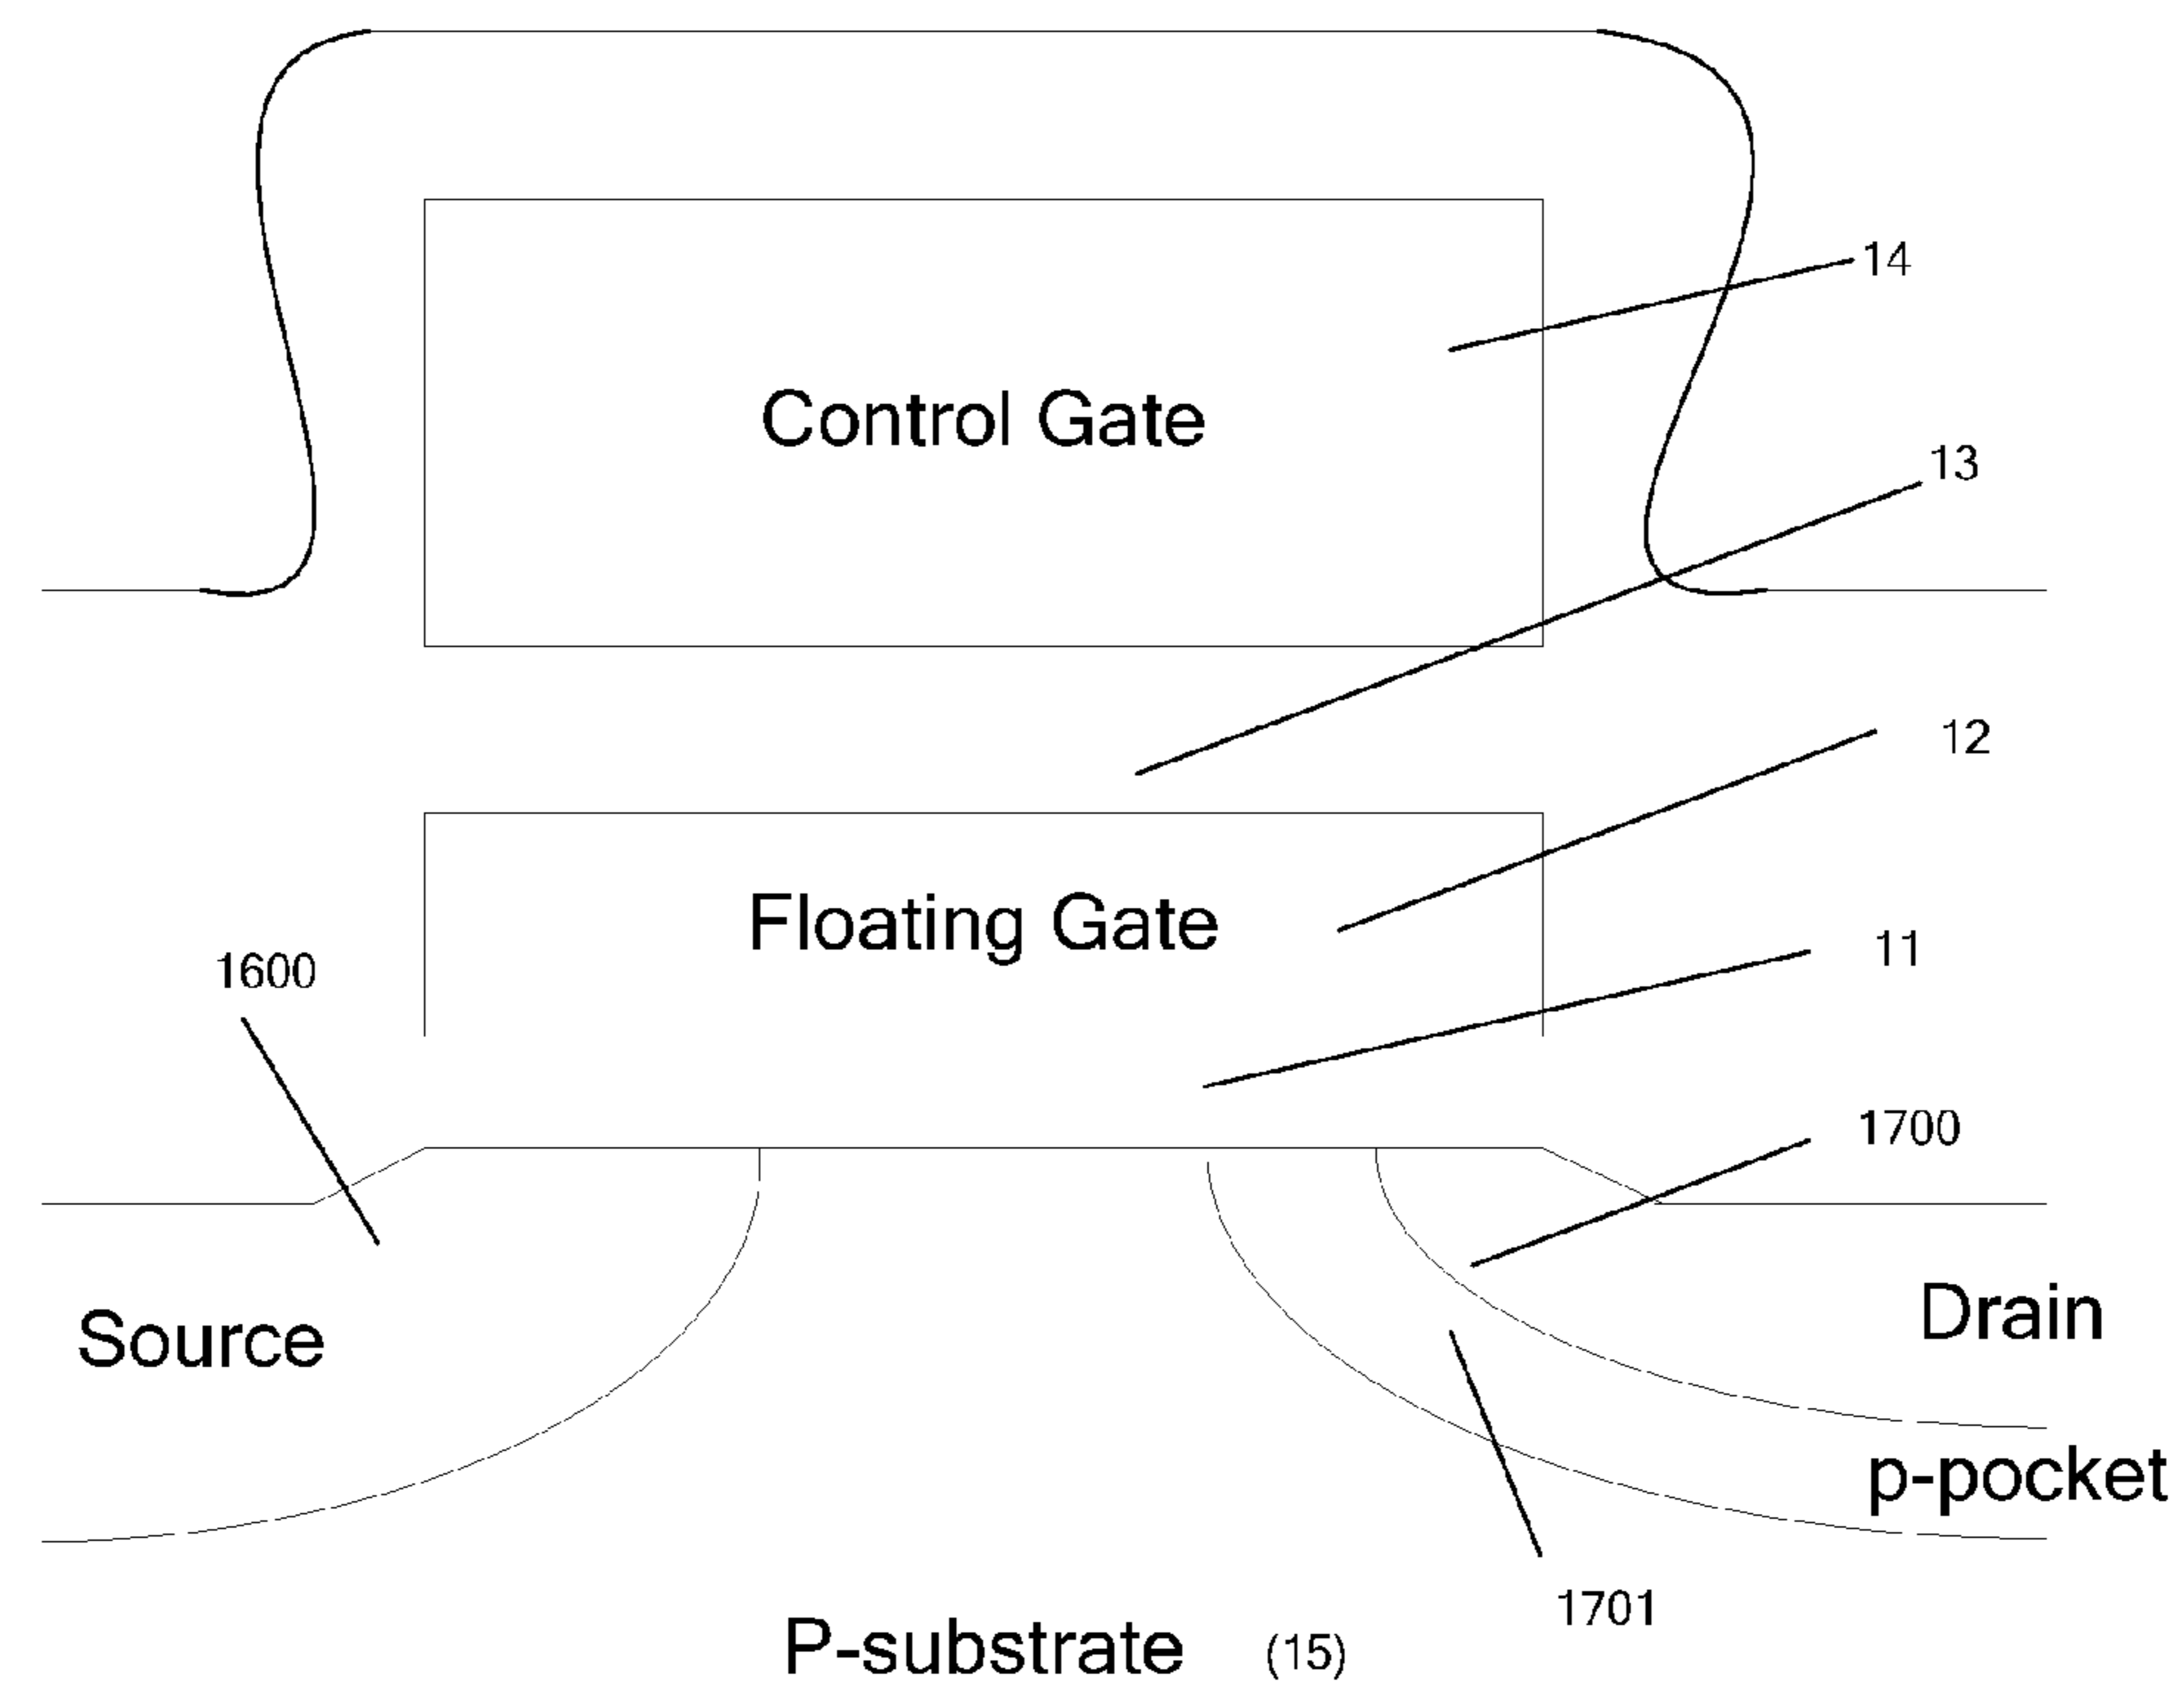 14
Control Gate
13
12
Floating Gate
11
1600
1700
Drain
Source
p-pocket
1701
P-substrate (15)